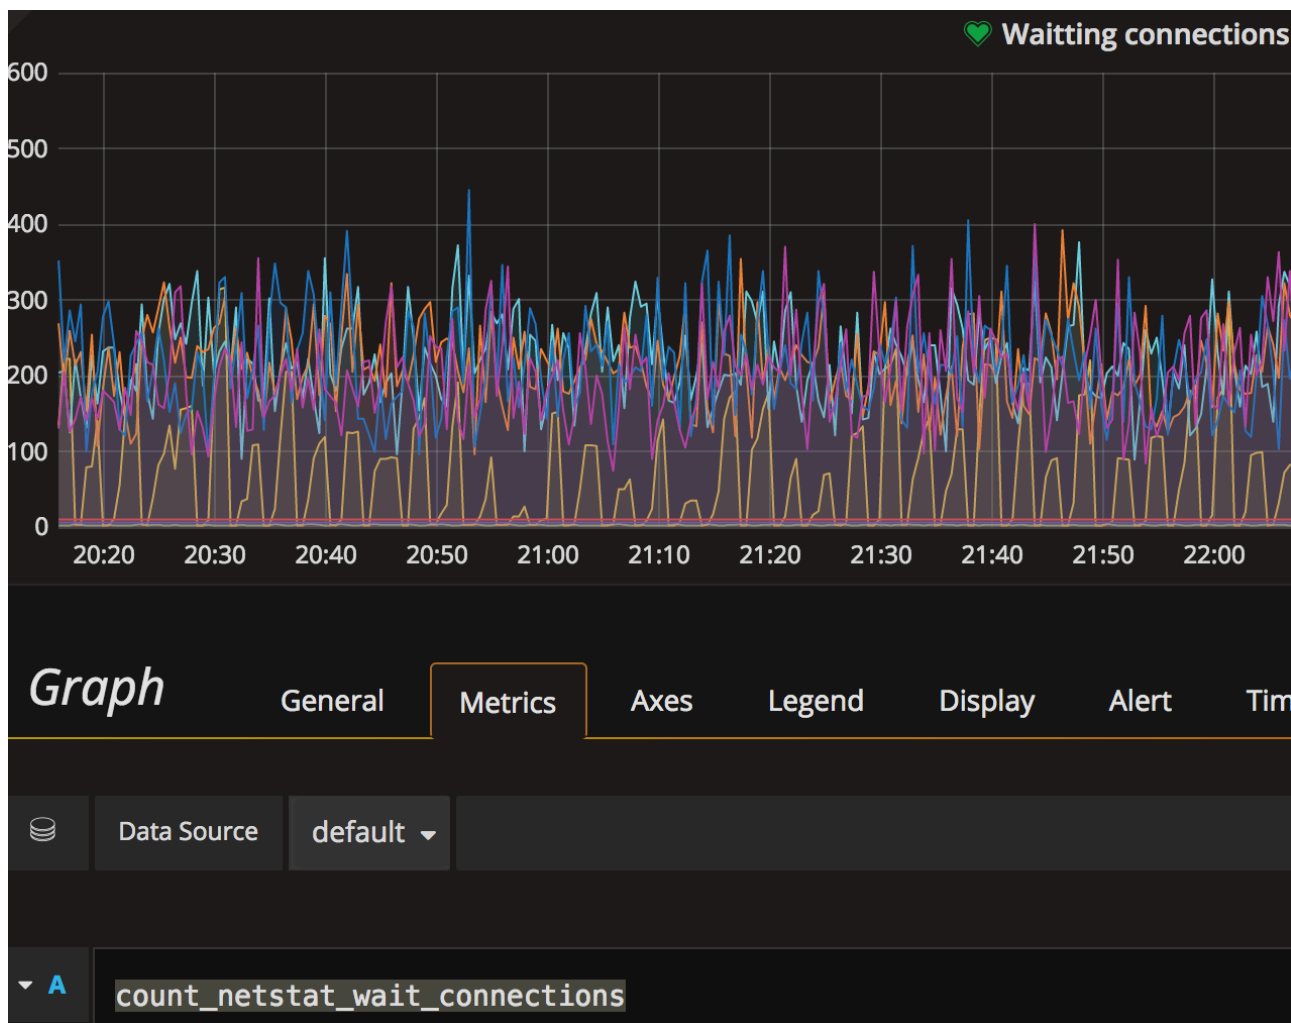 Waitting connections
600
500
400
300
200
100
0
20:20 20:30 20:40 20:50 21:00 21:10 21:20 21:30 21:40 21:50 22:00
Graph General Metrics Axes Legend Display Alert Tim
Data Source default
A count_netstat_wait_connections